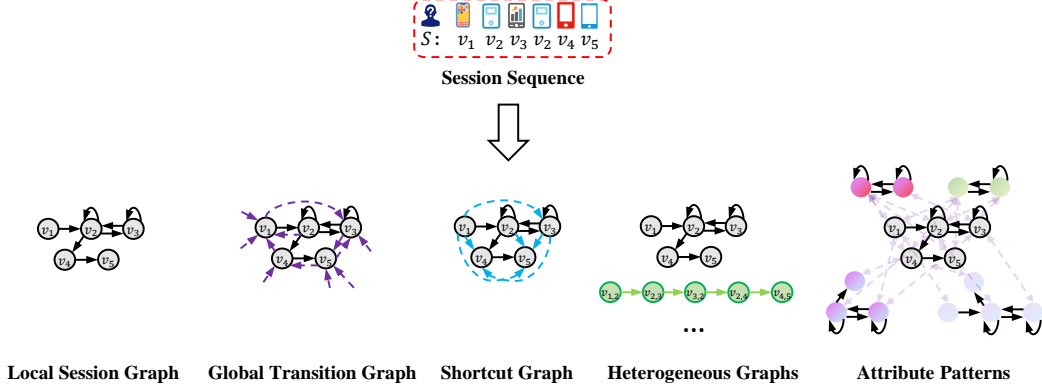 S: v1 v2 v3 v2 v4 v5
Session Sequence
v1 v2 v3
v4 v5
v1 v2 v3
v4 v5
v1 v2 v3
v4 v5
v1 v2 v3
v4 v5
v1,2 v2,3 v3,2 v2,4 v4,5
...
v1 v2 v3
v4 v5
Local Session Graph
Global Transition Graph
Shortcut Graph
Heterogeneous Graphs
Attribute Patterns